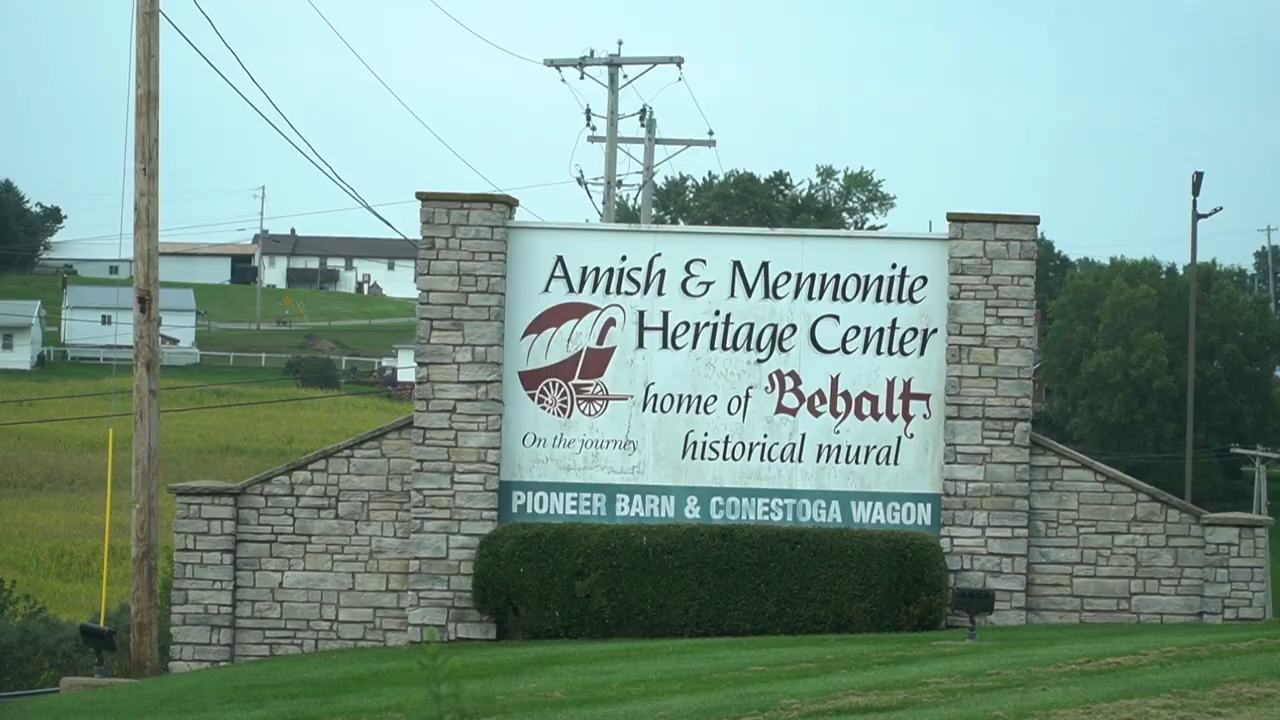 Amish & Mennonite
Heritage Center
home of Behalt
On the journey
historical mural
PIONEER BARN & CONESTOGA WAGON